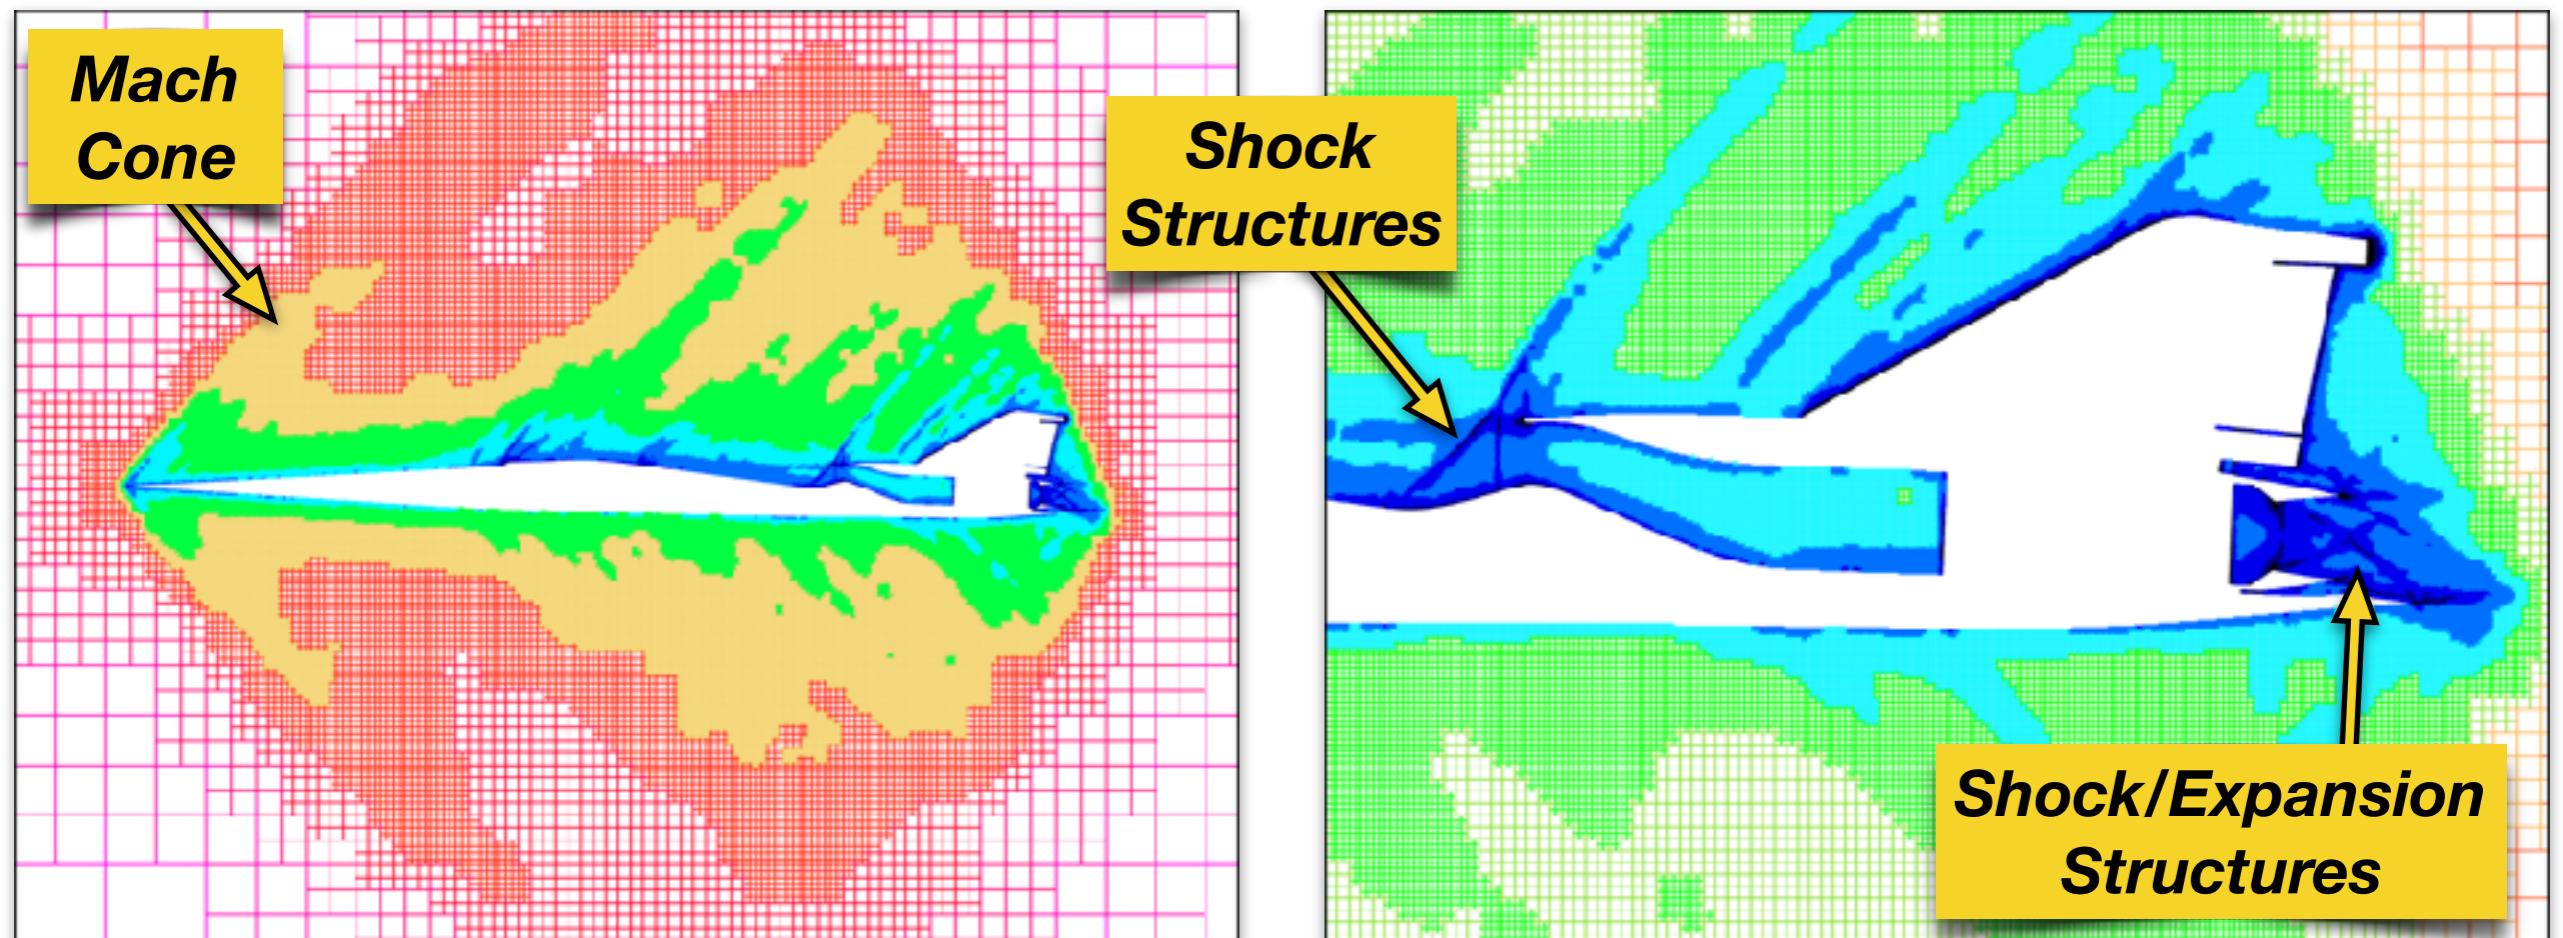 Mach
Cone
Shock
Structures
Shock/Expansion
Structures